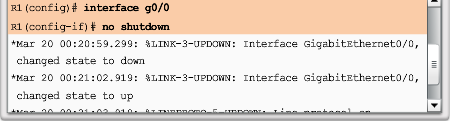 R1(config)# interface g0/0
R1(config-if)# no shutdown
*Mar 20 00:20:59.299: %LINK-3-UPDOWN: Interface GigabitEthernet0/0,
changed state to down
*Mar 20 00:21:02.919: %LINK-3-UPDOWN: Interface GigabitEthernet0/0,
changed state to up
*Mar 20 00:21:03.919: %LINEPROTO-5-UPDOWN: Line protocol on